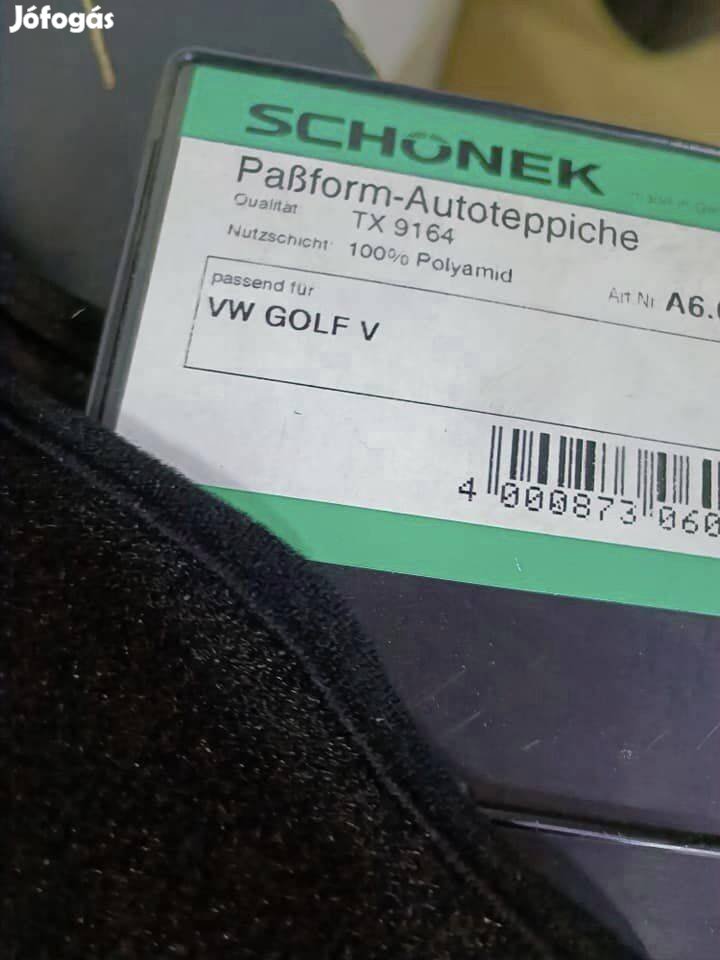 Jófogás
SCHÖNEK
Paßform-Autoteppiche
Qualität TX 9164
Nutzschicht 100% Polyamid
Art.Nr. A6.
passend für
VW GOLF V
4 000873 060